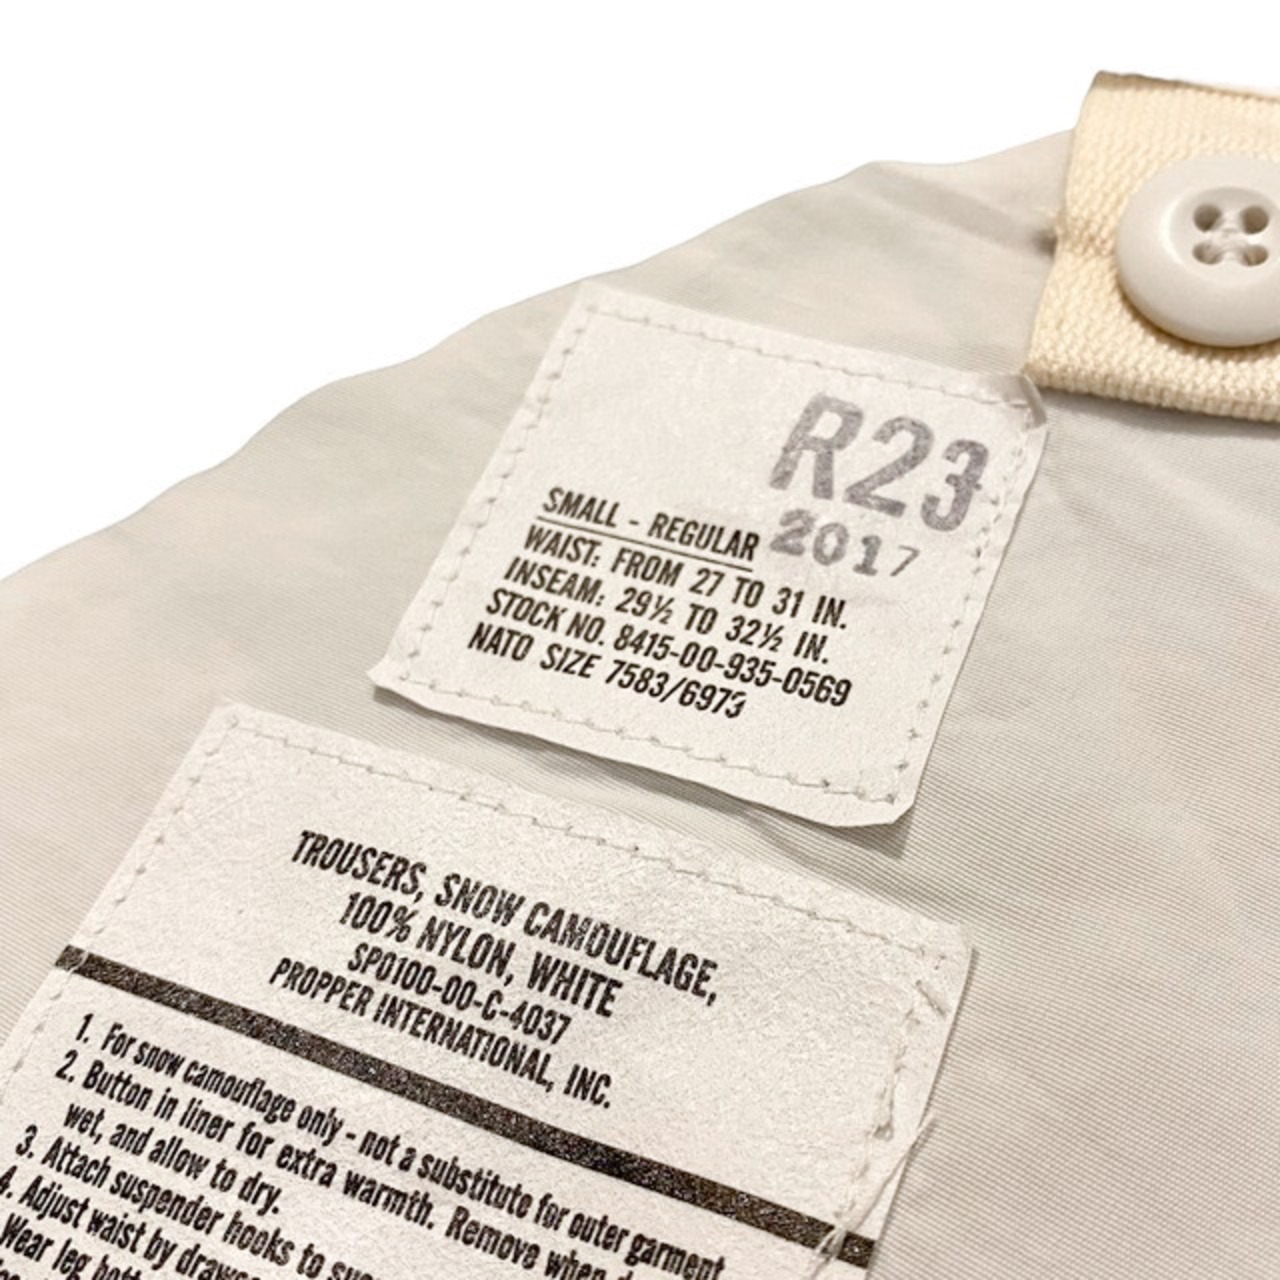 R23
2017
SMALL - REGULAR
WAIST: FROM 27 TO 31 IN.
INSEAM: 29½ TO 32½ IN.
STOCK NO. 8415-00-935-0569
NATO SIZE 7583/6973
TROUSERS, SNOW CAMOUFLAGE,
100% NYLON, WHITE
SP0100-00-C-4037
PROPPER INTERNATIONAL, INC.
1. For snow camouflage only - not a substitute for outer garment
2. Button in liner for extra warmth. Remove when
wet, and allow to dry.
3. Attach suspender hooks to
4. Adjust waist by
Wear leg